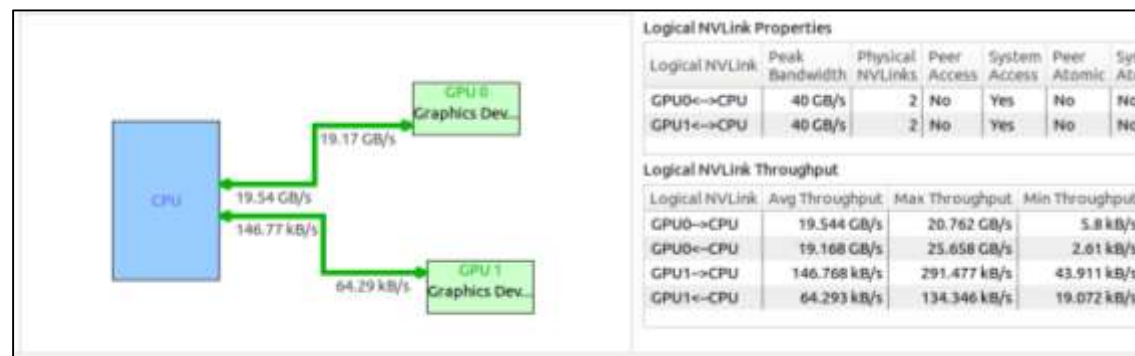 GPU 0
Graphics Dev...
19.17 GB/s
CPU
19.54 GB/s
146.77 kB/s
GPU 1
64.29 kB/s
Graphics Dev...
Logical NVLink Properties
Logical NVLink Peak Bandwidth Physical NVLinks Peer Access System Access Peer Atomic
GPU0<-->CPU 40 GB/s 2 No Yes No No
GPU1<-->CPU 40 GB/s 2 No Yes No No
Logical NVLink Throughput
Logical NVLink Avg Throughput Max Throughput Min Throughput
GPU0-->CPU 19.544 GB/s 20.762 GB/s 5.8 kB/s
GPU0<--CPU 19.168 GB/s 25.658 GB/s 2.61 kB/s
GPU1-->CPU 146.768 kB/s 291.477 kB/s 43.911 kB/s
GPU1<--CPU 64.293 kB/s 134.346 kB/s 19.072 kB/s